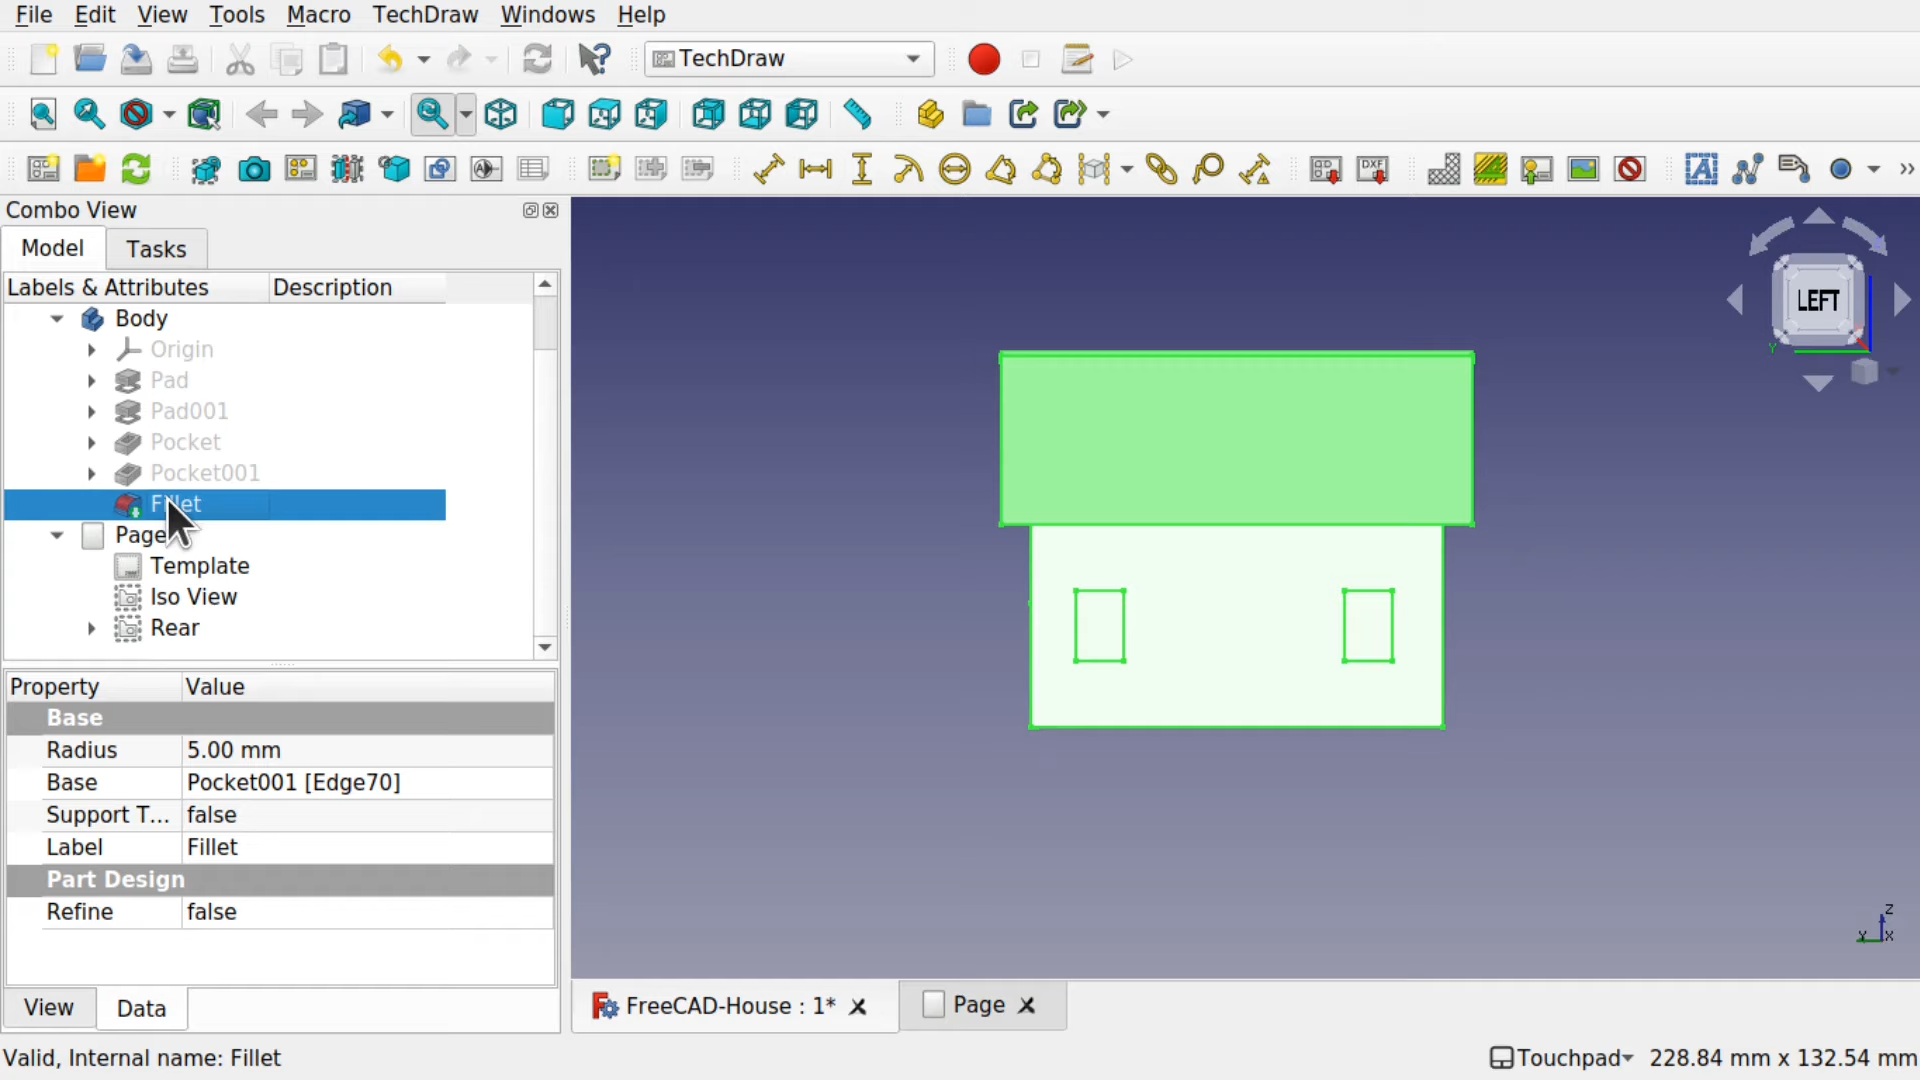 File Edit View Tools Macro TechDraw Windows Help
TechDraw
DXF
Combo View
Model Tasks
Labels & Attributes Description
Body
Origin
Pad
Pad001
Pocket
Pocket001
Fillet
Page
Template
Iso View
Rear
Property Value
Base
Radius 5.00 mm
Base Pocket001 [Edge70]
Support T... false
Label Fillet
Part Design
Refine false
View Data
LEFT
Y
Z
Y X
FreeCAD-House : 1* Page
Valid, Internal name: Fillet
Touchpad 228.84 mm x 132.54 mm